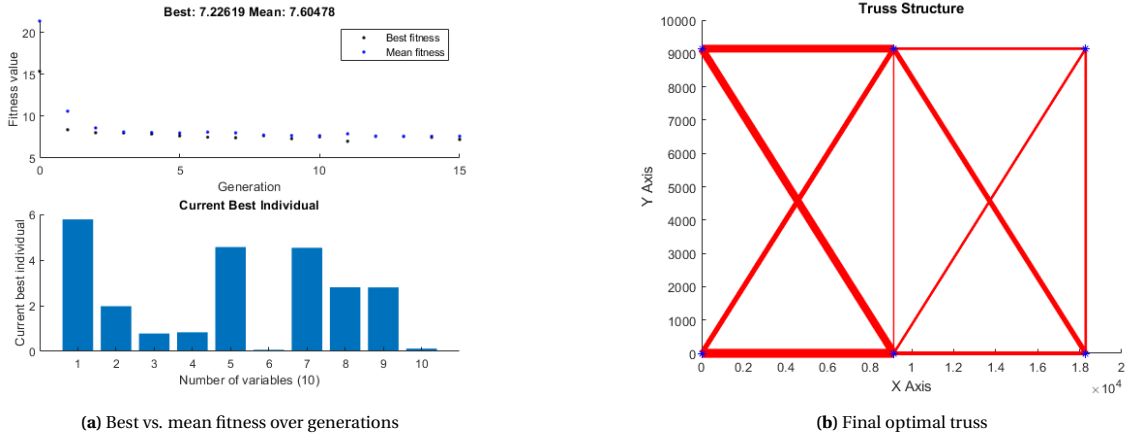 Best: 7.22619 Mean: 7.60478
20
15
10
5
Fitness value
Best fitness
Mean fitness
0
5
10
15
Generation
Current Best Individual
6
4
2
0
Current best individual
1 2 3 4 5 6 7 8 9 10
Number of variables (10)
(a) Best vs. mean fitness over generations
Truss Structure
10000
9000
8000
7000
6000
5000
4000
3000
2000
1000
0
Y Axis
0 0.2 0.4 0.6 0.8 1 1.2 1.4 1.6 1.8 2
X Axis
×10⁴
(b) Final optimal truss